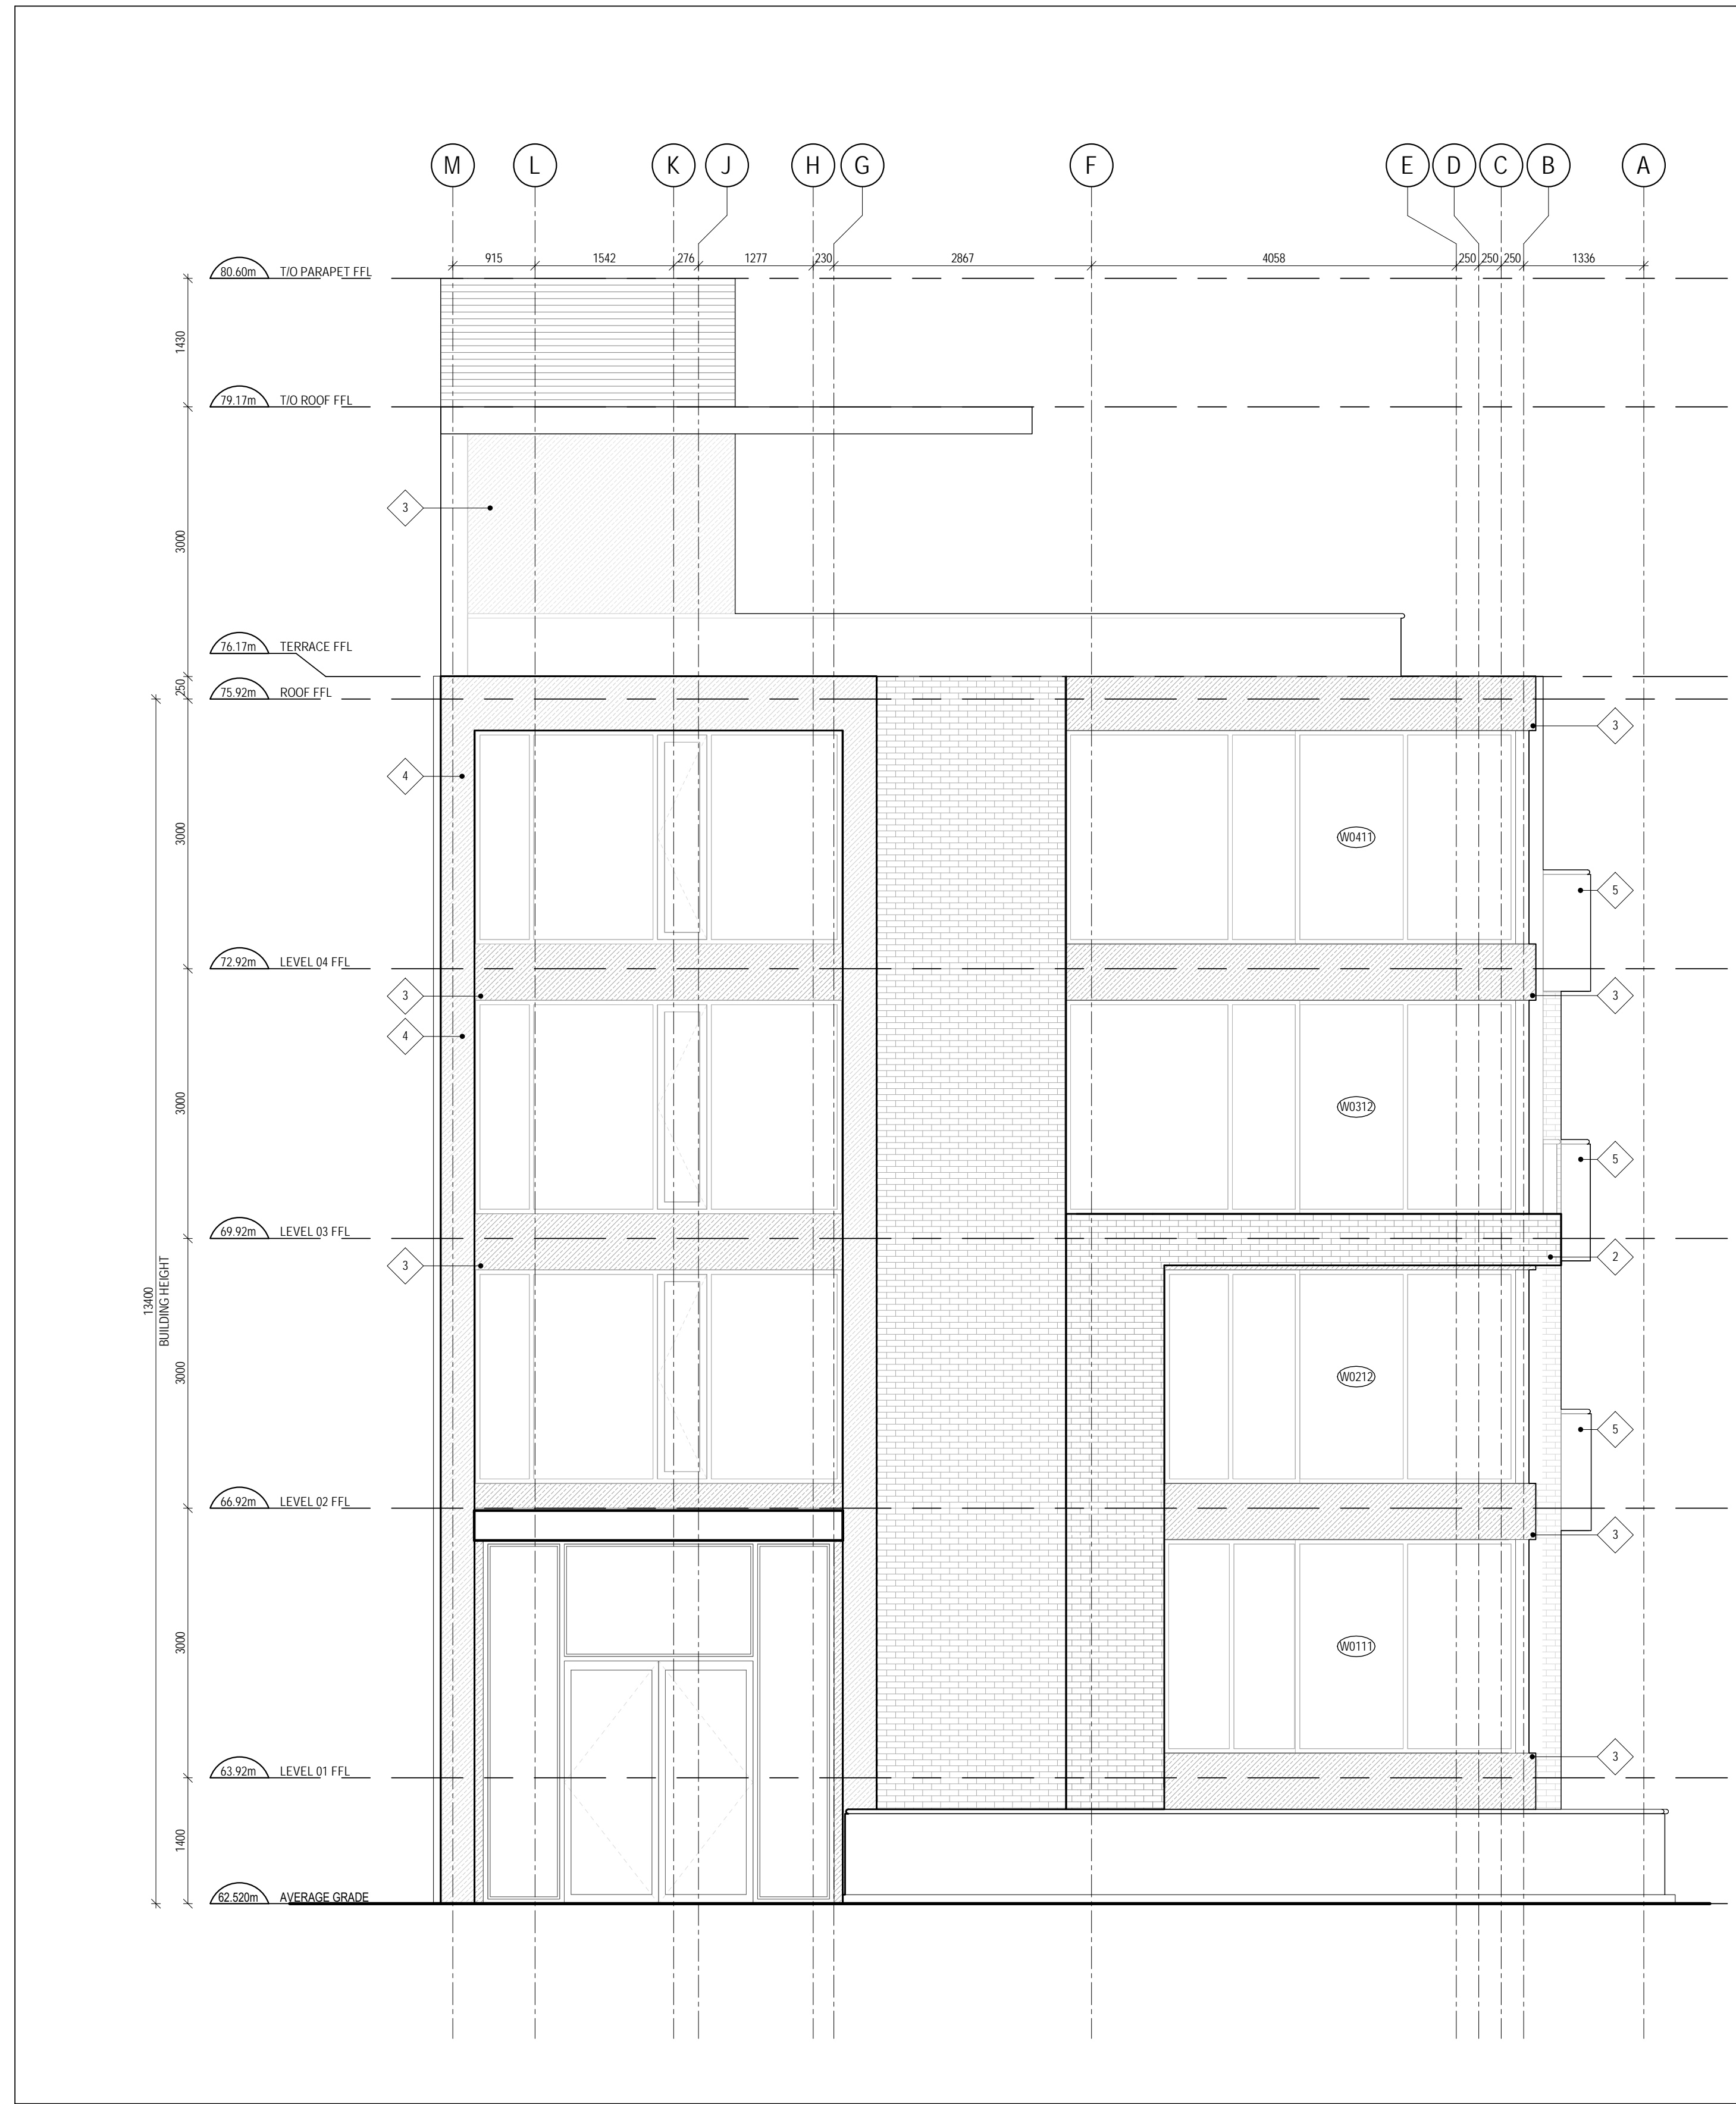 M L K J H G F E D C B A
915 1542 276 1277 230 2867 4058 250 250 250 1336
80.60m T/O PARAPET FFL
1430
79.17m T/O ROOF FFL
3
3000
76.17m TERRACE FFL
250
75.92m ROOF FFL
3
4
3000
W0411
5
72.92m LEVEL 04 FFL
3
3
4
3000
W0312
5
69.92m LEVEL 03 FFL
2
3
13400
BUILDING HEIGHT
3000
W0212
5
66.92m LEVEL 02 FFL
3
3000
W0111
3
63.92m LEVEL 01 FFL
1400
62.520m AVERAGE GRADE